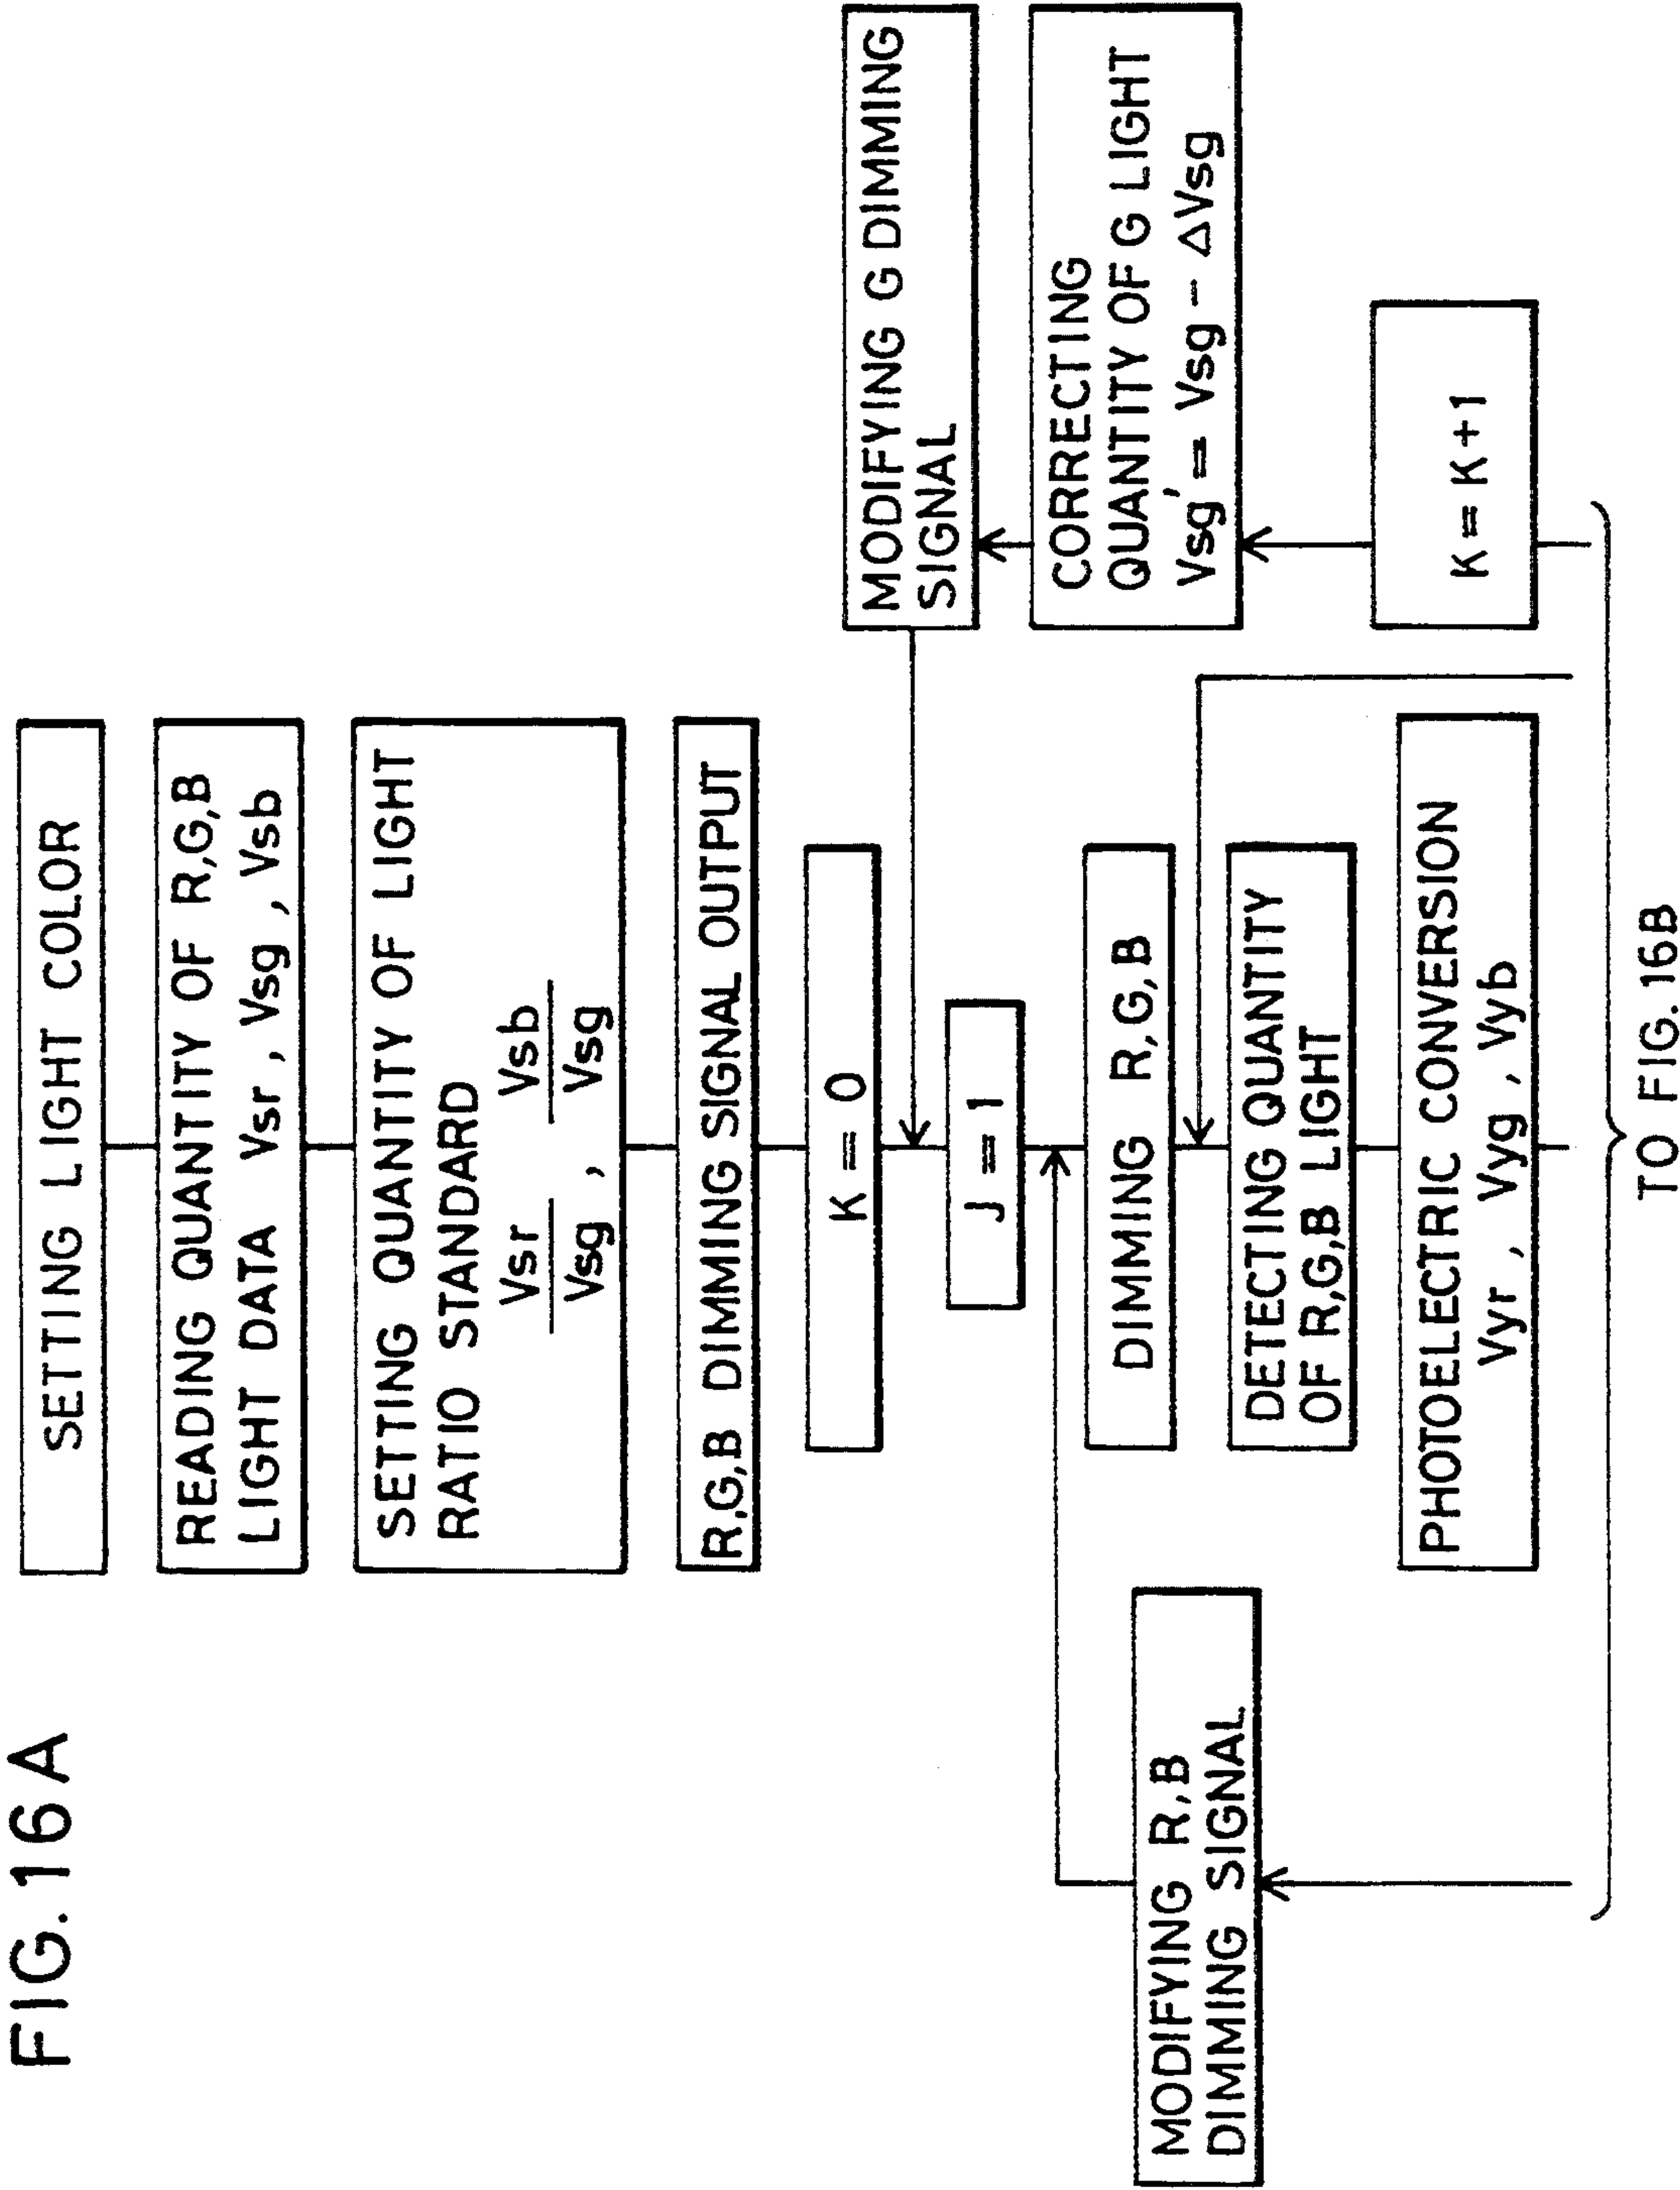 FIG. 16 A
SETTING LIGHT COLOR
READING QUANTITY OF R,G,B
LIGHT DATA Vsr , Vsg , Vsb
SETTING QUANTITY OF LIGHT
RATIO STANDARD
Vsr Vsb
,
Vsg Vsg
R,G,B DIMMING SIGNAL OUTPUT
K = 0
MODIFYING G DIMMING
SIGNAL
J = 1
CORRECTING
QUANTITY OF G LIGHT
Vsg' = Vsg - ΔVsg
DIMMING R,G,B
MODIFYING R,B
DIMMING SIGNAL
DETECTING QUANTITY
OF R,G,B LIGHT
K = K + 1
PHOTOELECTRIC CONVERSION
Vyr , Vyg , Vyb
TO FIG. 16B